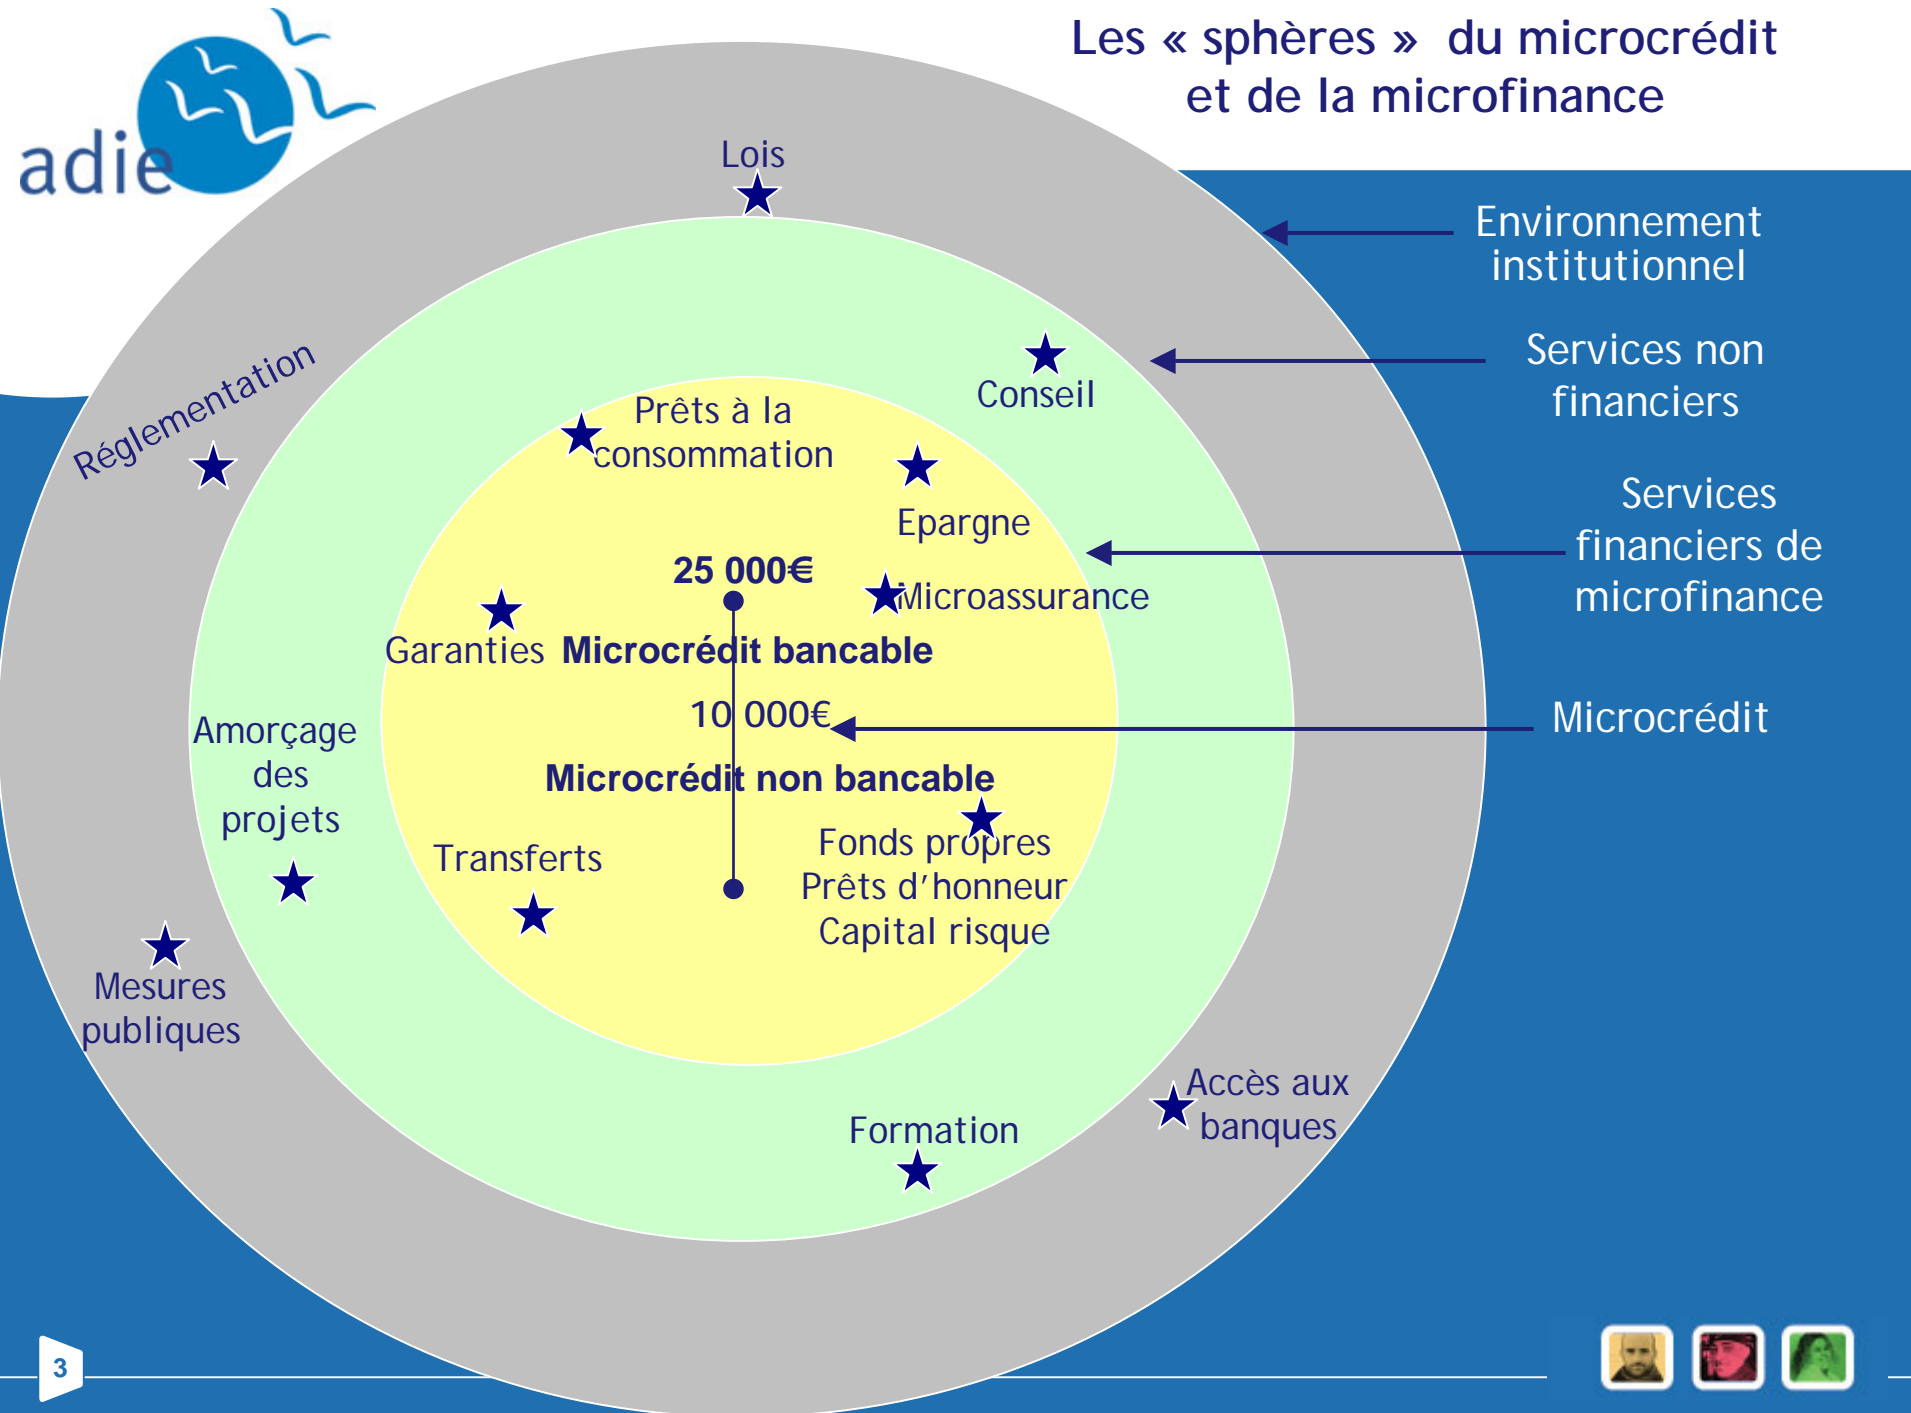 Les « sphères » du microcrédit
et de la microfinance
adie
Lois
Environnement
institutionnel
Réglementation
Conseil
Services non
financiers
Prêts à la
consommation
Epargne
Services
financiers de
microfinance
25 000€
Microassurance
Garanties
Microcrédit bancable
10 000€
Microcrédit
Amorçage
des
projets
Microcrédit non bancable
Transferts
Fonds propres
Prêts d’honneur
Capital risque
Mesures
publiques
Accès aux
banques
Formation
3